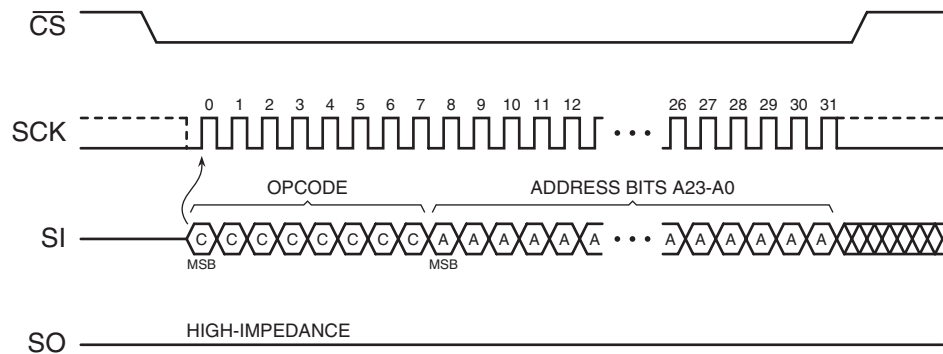 CS
0 1 2 3 4 5 6 7 8 9 10 11 12 26 27 28 29 30 31
SCK
OPCODE ADDRESS BITS A23-A0
SI C C C C C C C C A A A A A A A A A A A A
MSB MSB
HIGH-IMPEDANCE
SO